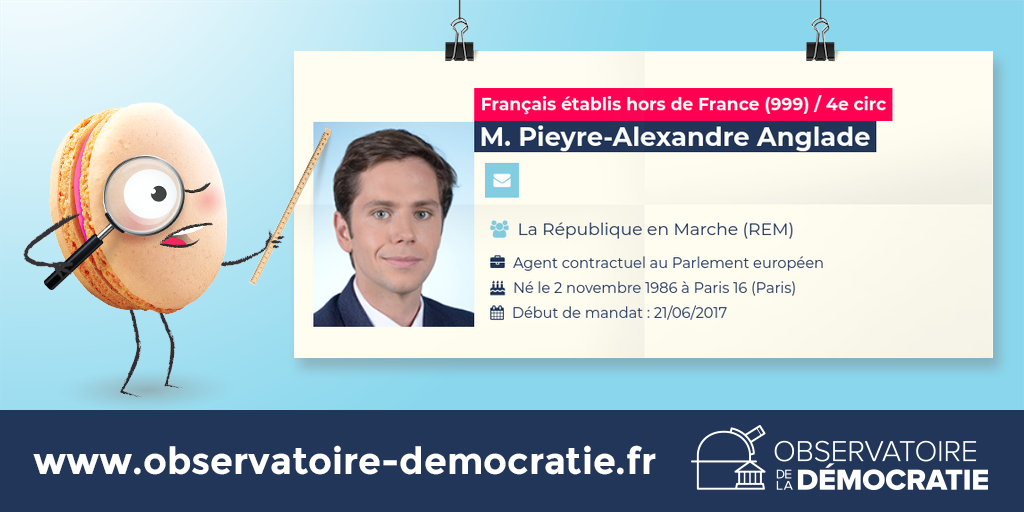 Français établis hors de France (999) / 4e circ
M. Pieyre-Alexandre Anglade
La République en Marche (REM)
Agent contractuel au Parlement européen
Né le 2 novembre 1986 à Paris 16 (Paris)
Début de mandat : 21/06/2017
www.observatoire-democratie.fr
OBSERVATOIRE
DE LA DÉMOCRATIE